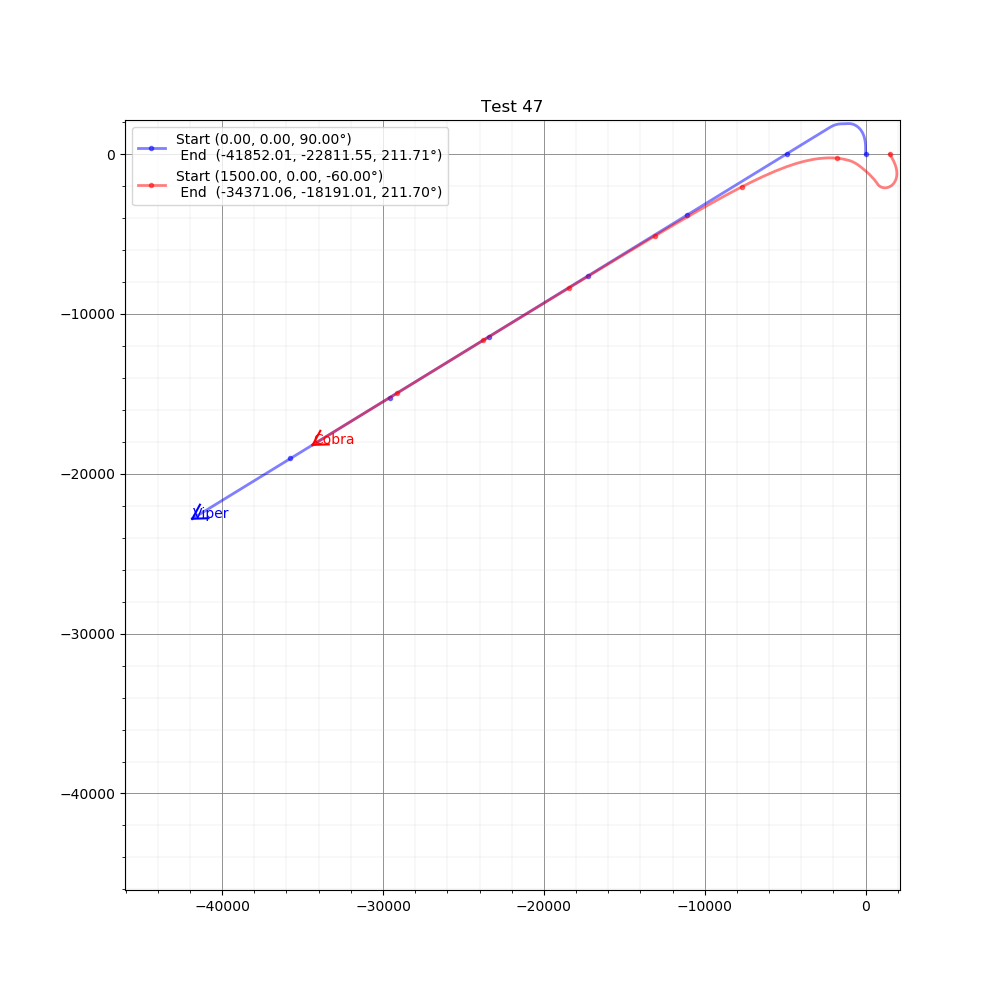 Test 47
Start (0.00, 0.00, 90.00°)
End  (-41852.01, -22811.55, 211.71°)
Start (1500.00, 0.00, -60.00°)
End  (-34371.06, -18191.01, 211.70°)
0
−10000
−20000
−30000
−40000
Cobra
Viper
−40000
−30000
−20000
−10000
0